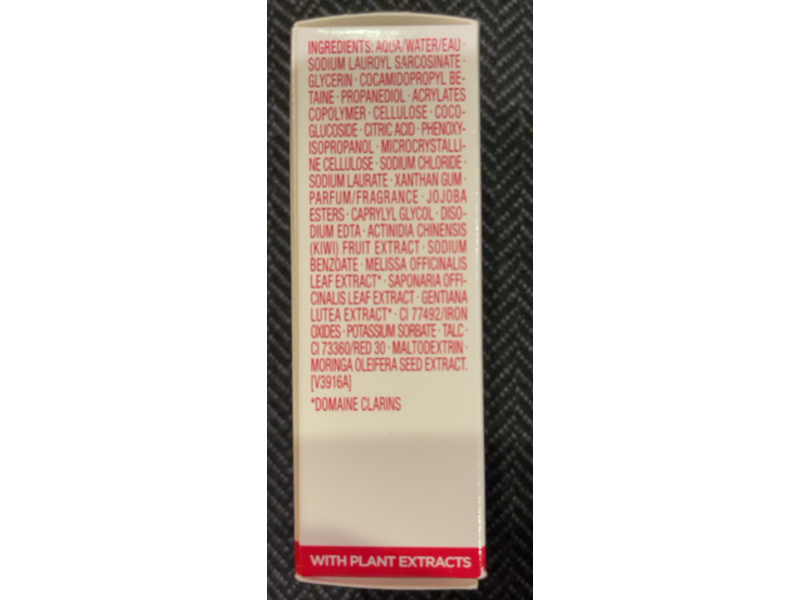 INGREDIENTS: AQUA/WATER/EAU ·
SODIUM LAUROYL SARCOSINATE ·
GLYCERIN · COCAMIDOPROPYL BE-
TAINE · PROPANEDIOL · ACRYLATES
COPOLYMER · CELLULOSE · COCO-
GLUCOSIDE · CITRIC ACID · PHENOXY-
ISOPROPANOL · MICROCRYSTALLI-
NE CELLULOSE · SODIUM CHLORIDE ·
SODIUM LAURATE · XANTHAN GUM ·
PARFUM/FRAGRANCE · JOJOBA
ESTERS · CAPRYLYL GLYCOL · DISO-
DIUM EDTA · ACTINIDIA CHINENSIS
(KIWI) FRUIT EXTRACT · SODIUM
BENZOATE · MELISSA OFFICINALIS
LEAF EXTRACT* · SAPONARIA OFFI-
CINALIS LEAF EXTRACT · GENTIANA
LUTEA EXTRACT* · CI 77492/IRON
OXIDES · POTASSIUM SORBATE · TALC ·
CI 73360/RED 30 · MALTODEXTRIN ·
MORINGA OLEIFERA SEED EXTRACT.
[V3916A]
*DOMAINE CLARINS
WITH PLANT EXTRACTS